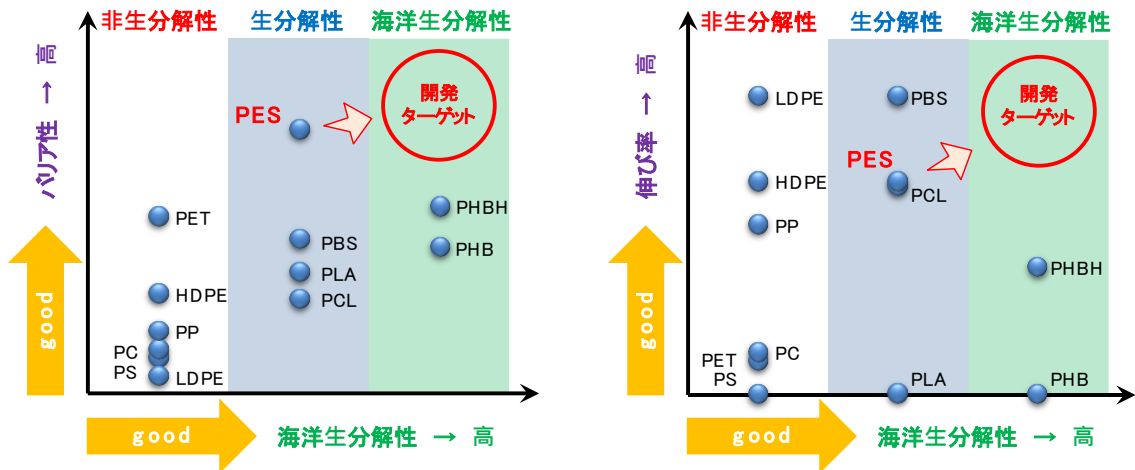 非生分解性 生分解性 海洋生分解性
バリア性 → 高
開発
ターゲット
PES
PET
PHBH
PBS
PHB
PLA
HDPE
PCL
PP
PC
PS
LDPE
good
good
海洋生分解性 → 高
非生分解性 生分解性 海洋生分解性
伸び率 → 高
開発
ターゲット
LDPE
PBS
PES
HDPE
PCL
PP
PHBH
PC
PET
PS
PLA
PHB
good
good
海洋生分解性 → 高